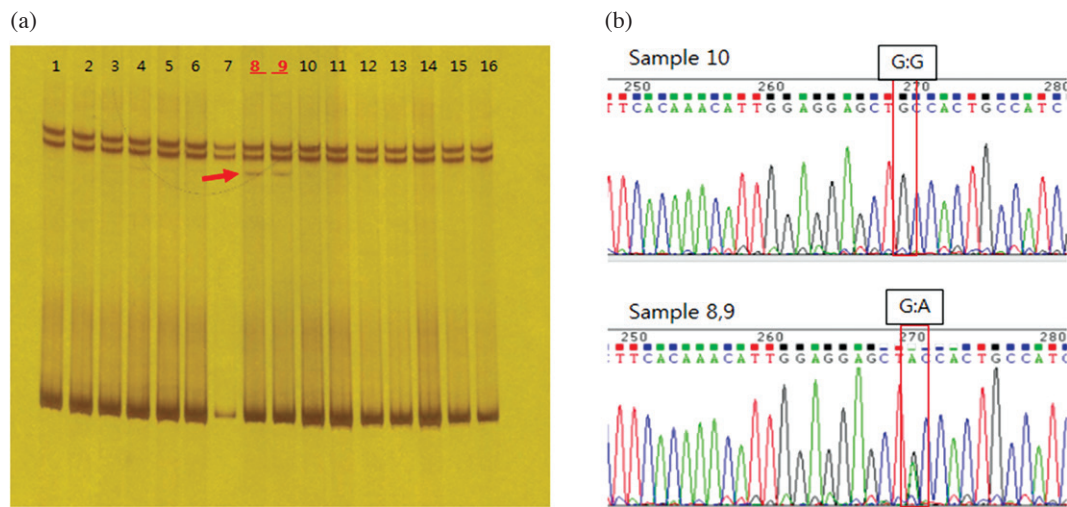 (a)
1 2 3 4 5 6 7 8 9 10 11 12 13 14 15 16
(b)
Sample 10
G:G
250 260 270 280
TTCACAAACATTGGAGGAGCTGCCACTGCCATC
Sample 8,9
G:A
250 260 270 280
CTTCACAAACATTGGAGGAGCTACCACTGCCATC